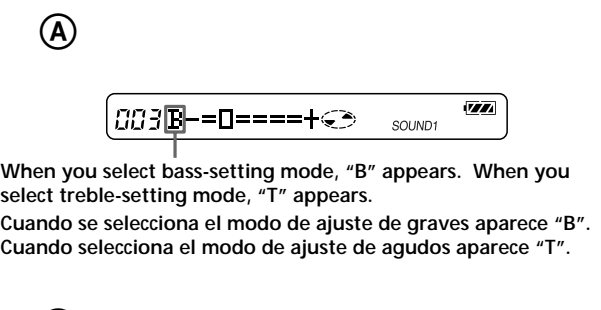 A
003B-=0====+ SOUND1
When you select bass-setting mode, “B” appears. When you
select treble-setting mode, “T” appears.
Cuando se selecciona el modo de ajuste de graves aparece “B”.
Cuando selecciona el modo de ajuste de agudos aparece “T”.